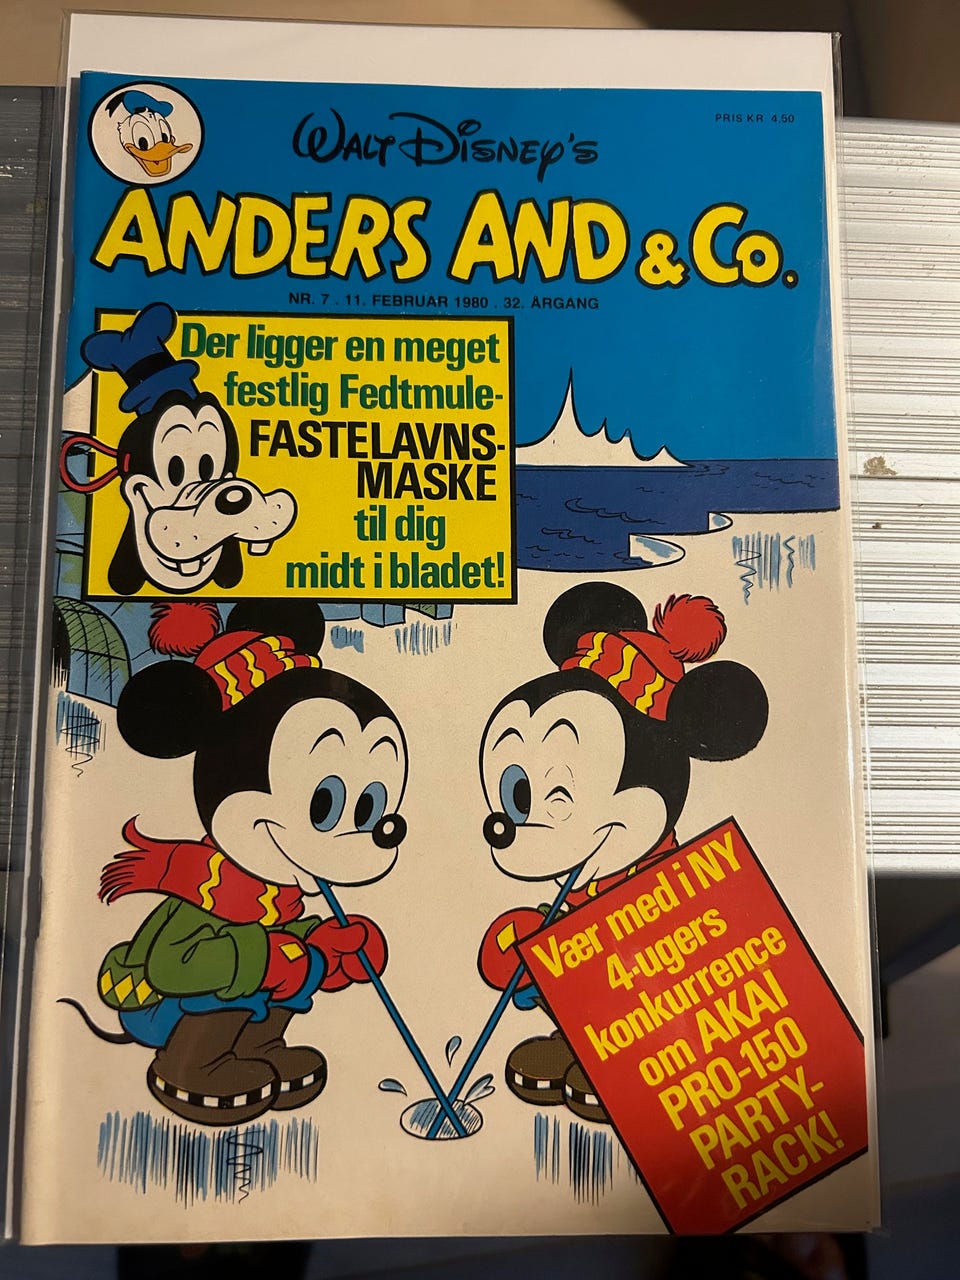 PRIS KR 4,50
WALT DISNEY'S
ANDERS AND & Co.
NR. 7 . 11. FEBRUAR 1980 . 32. ÅRGANG
Der ligger en meget
festlig Fedtmule-
FASTELAVNS-
MASKE
til dig
midt i bladet!
Vær med i NY
4-ugers
konkurrence
om AKAI
PRO-150
PARTY-
RACK!